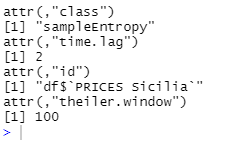 attr(,"class")
[1] "sampleEntropy"
attr(,"time.lag")
[1] 2
attr(,"id")
[1] "df$`PRICES Sicilia`"
attr(,"theiler.window")
[1] 100
>